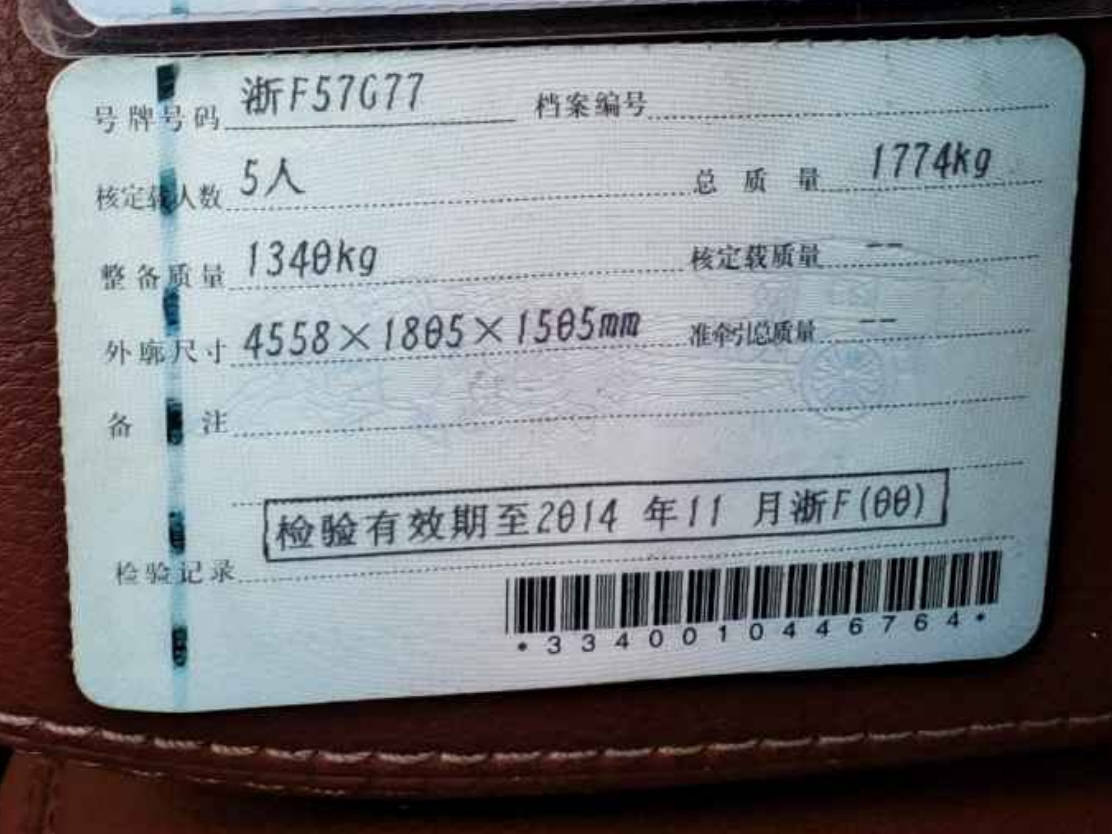 号牌号码 浙F57G77 档案编号
核定载人数 5人 总质量 1774kg
整备质量 1340kg 核定载质量 --
外廓尺寸 4558×1805×1505mm 准牵引总质量 --
备注
检验有效期至2014年11月浙F(00)
检验记录
*3340010446764*